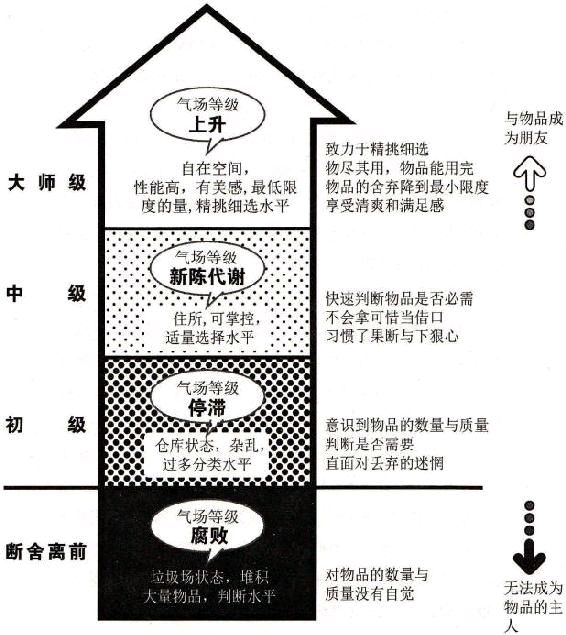 气场等级
上升
与物品成
为朋友
大师级
自在空间，
性能高，有美感，最低限
度的量，精挑细选水平
致力十精挑细选
物尽其用，物品能用完
物品的舍弃降到最小限度
享受清爽和满足感
中级
气场等级
新陈代谢
住所，可掌控，
适量选择水平
快速判断物品是否必需
不会拿可惜当借口
习惯了果断与下狠心
初级
气场等级
停滞
仓库状态，杂乱，
过多分类水平
意识到物品的数量与质量
判断是否需要
直面对丢弃的迷惘
断舍离前
气场等级
腐败
垃圾场状态，堆积
大量物品，判断水平
对物品的数量与
质量没有自觉
无法成为
物品的主
人